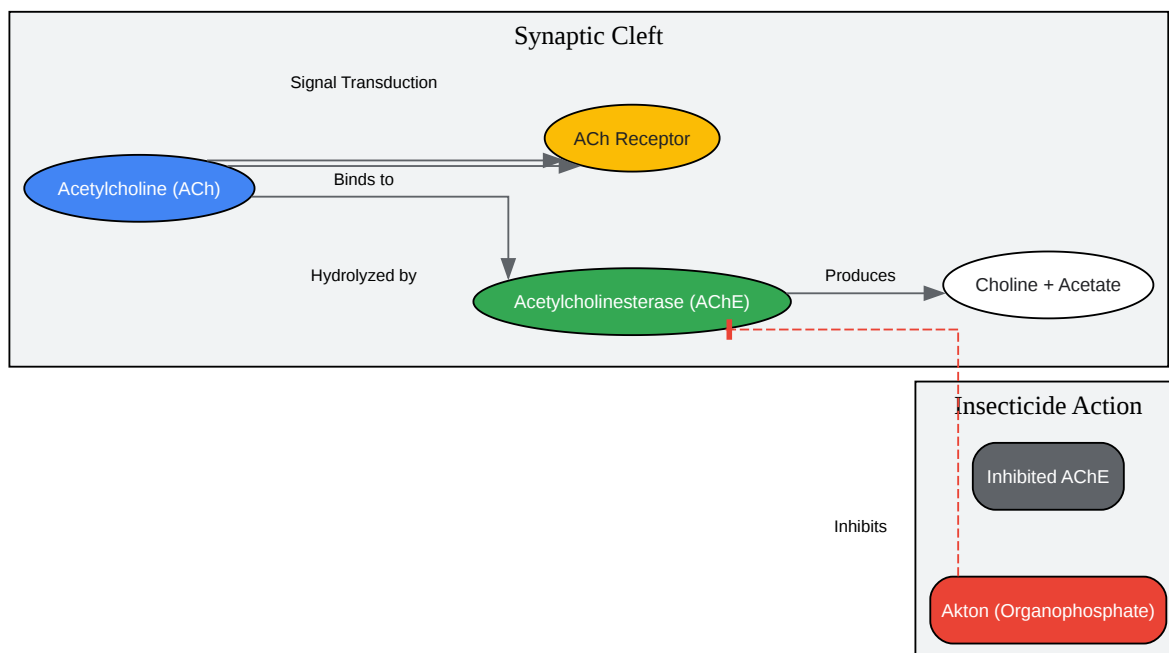 Synaptic Cleft
Signal Transduction
ACh Receptor
Acetylcholine (ACh)
Binds to
Hydrolyzed by
Acetylcholinesterase (AChE)
Produces
Choline + Acetate
Insecticide Action
Inhibited AChE
Inhibits
Akton (Organophosphate)